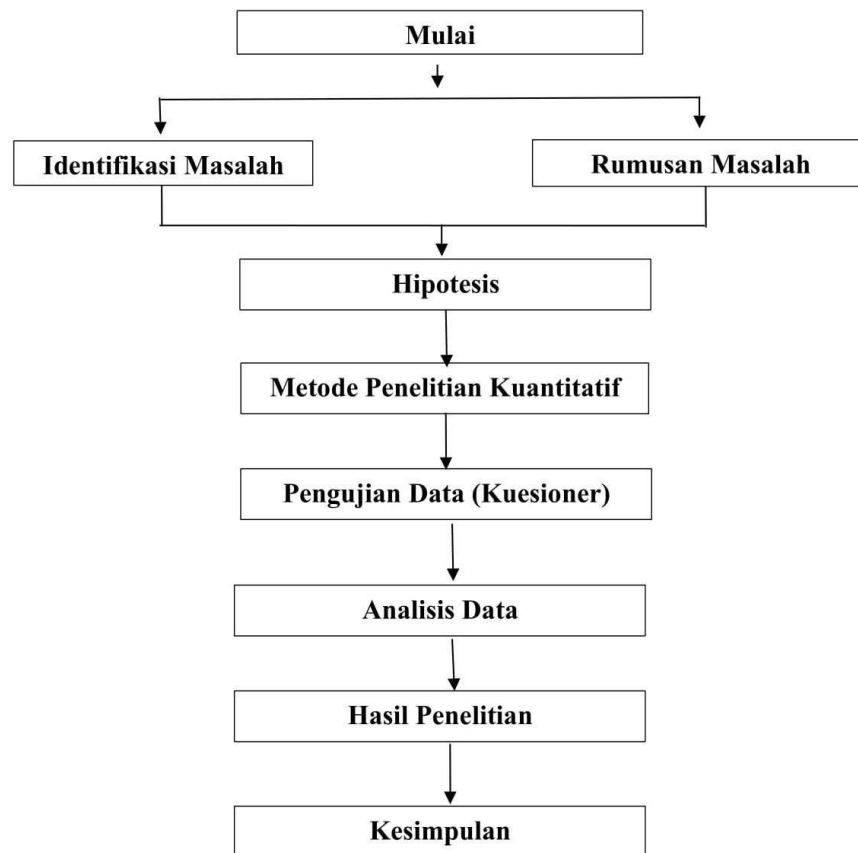 Mulai
Identifikasi Masalah
Rumusan Masalah
Hipotesis
Metode Penelitian Kuantitatif
Pengujian Data (Kuesioner)
Analisis Data
Hasil Penelitian
Kesimpulan